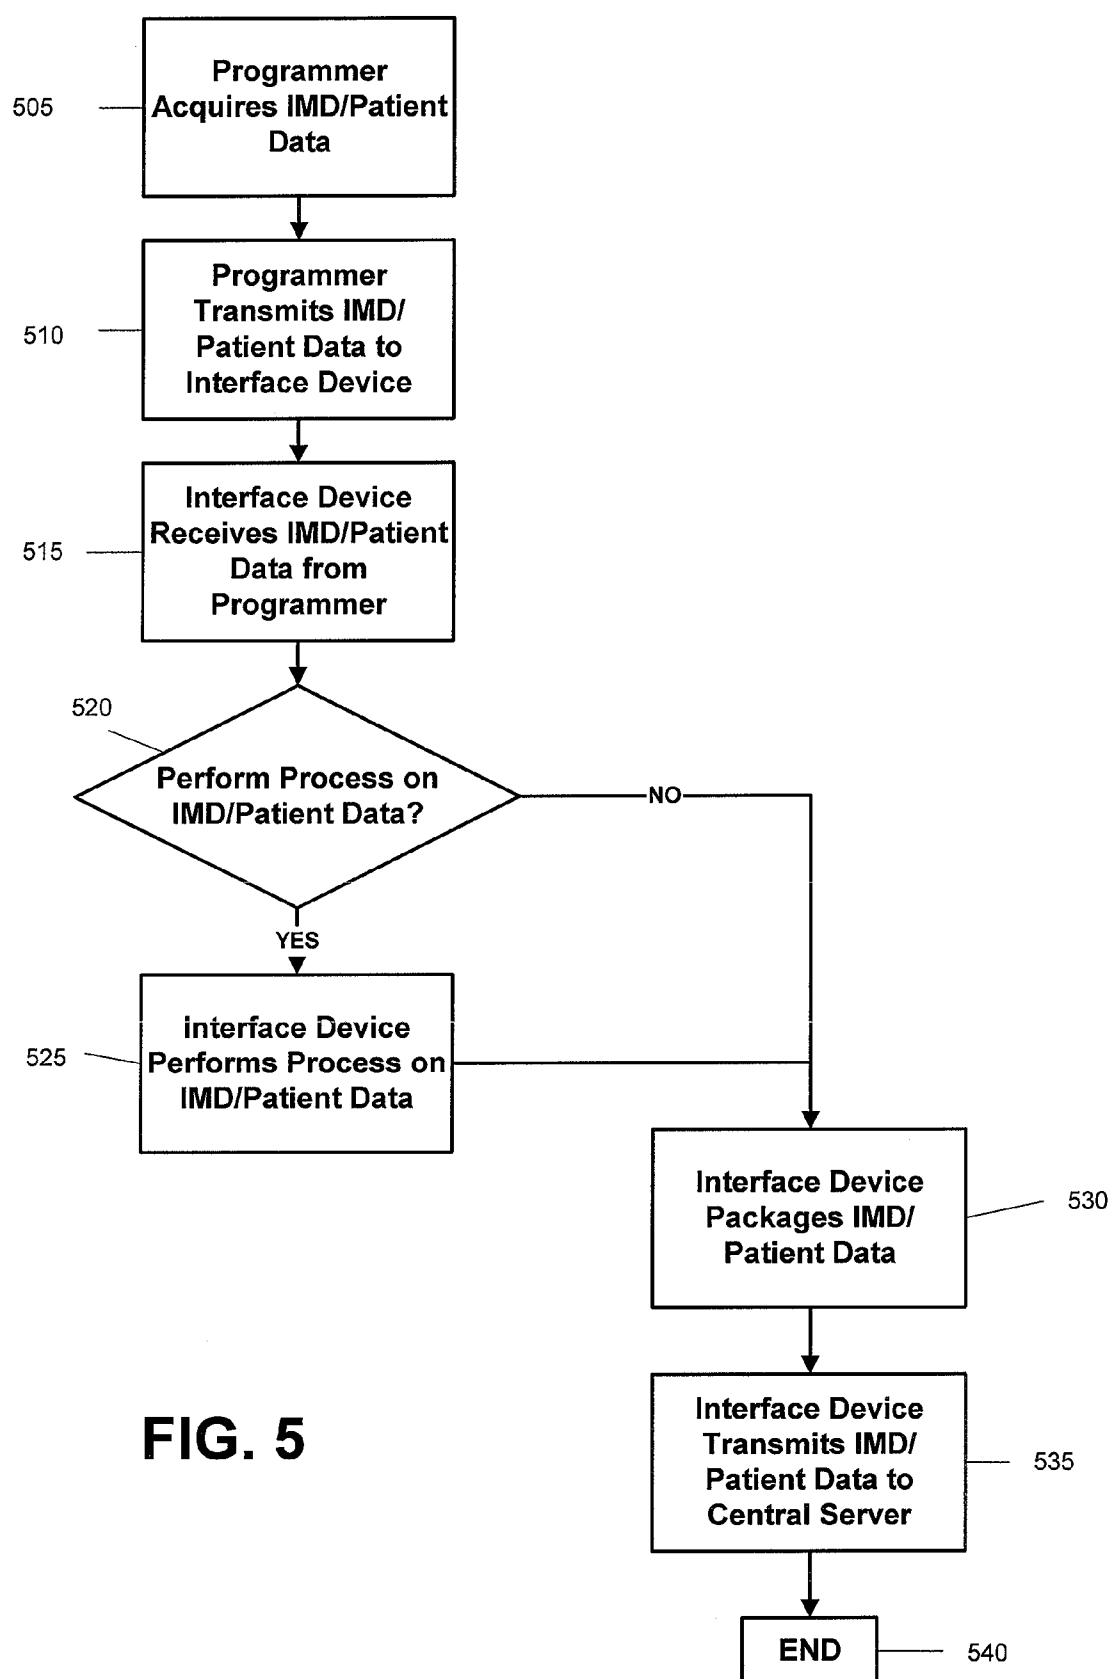 505
Programmer
Acquires IMD/Patient
Data
510
Programmer
Transmits IMD/
Patient Data to
Interface Device
515
Interface Device
Receives IMD/Patient
Data from
Programmer
520
Perform Process on
IMD/Patient Data?
NO
YES
525
Interface Device
Performs Process on
IMD/Patient Data
Interface Device
Packages IMD/
Patient Data
530
Interface Device
Transmits IMD/
Patient Data to
Central Server
535
FIG. 5
END
540